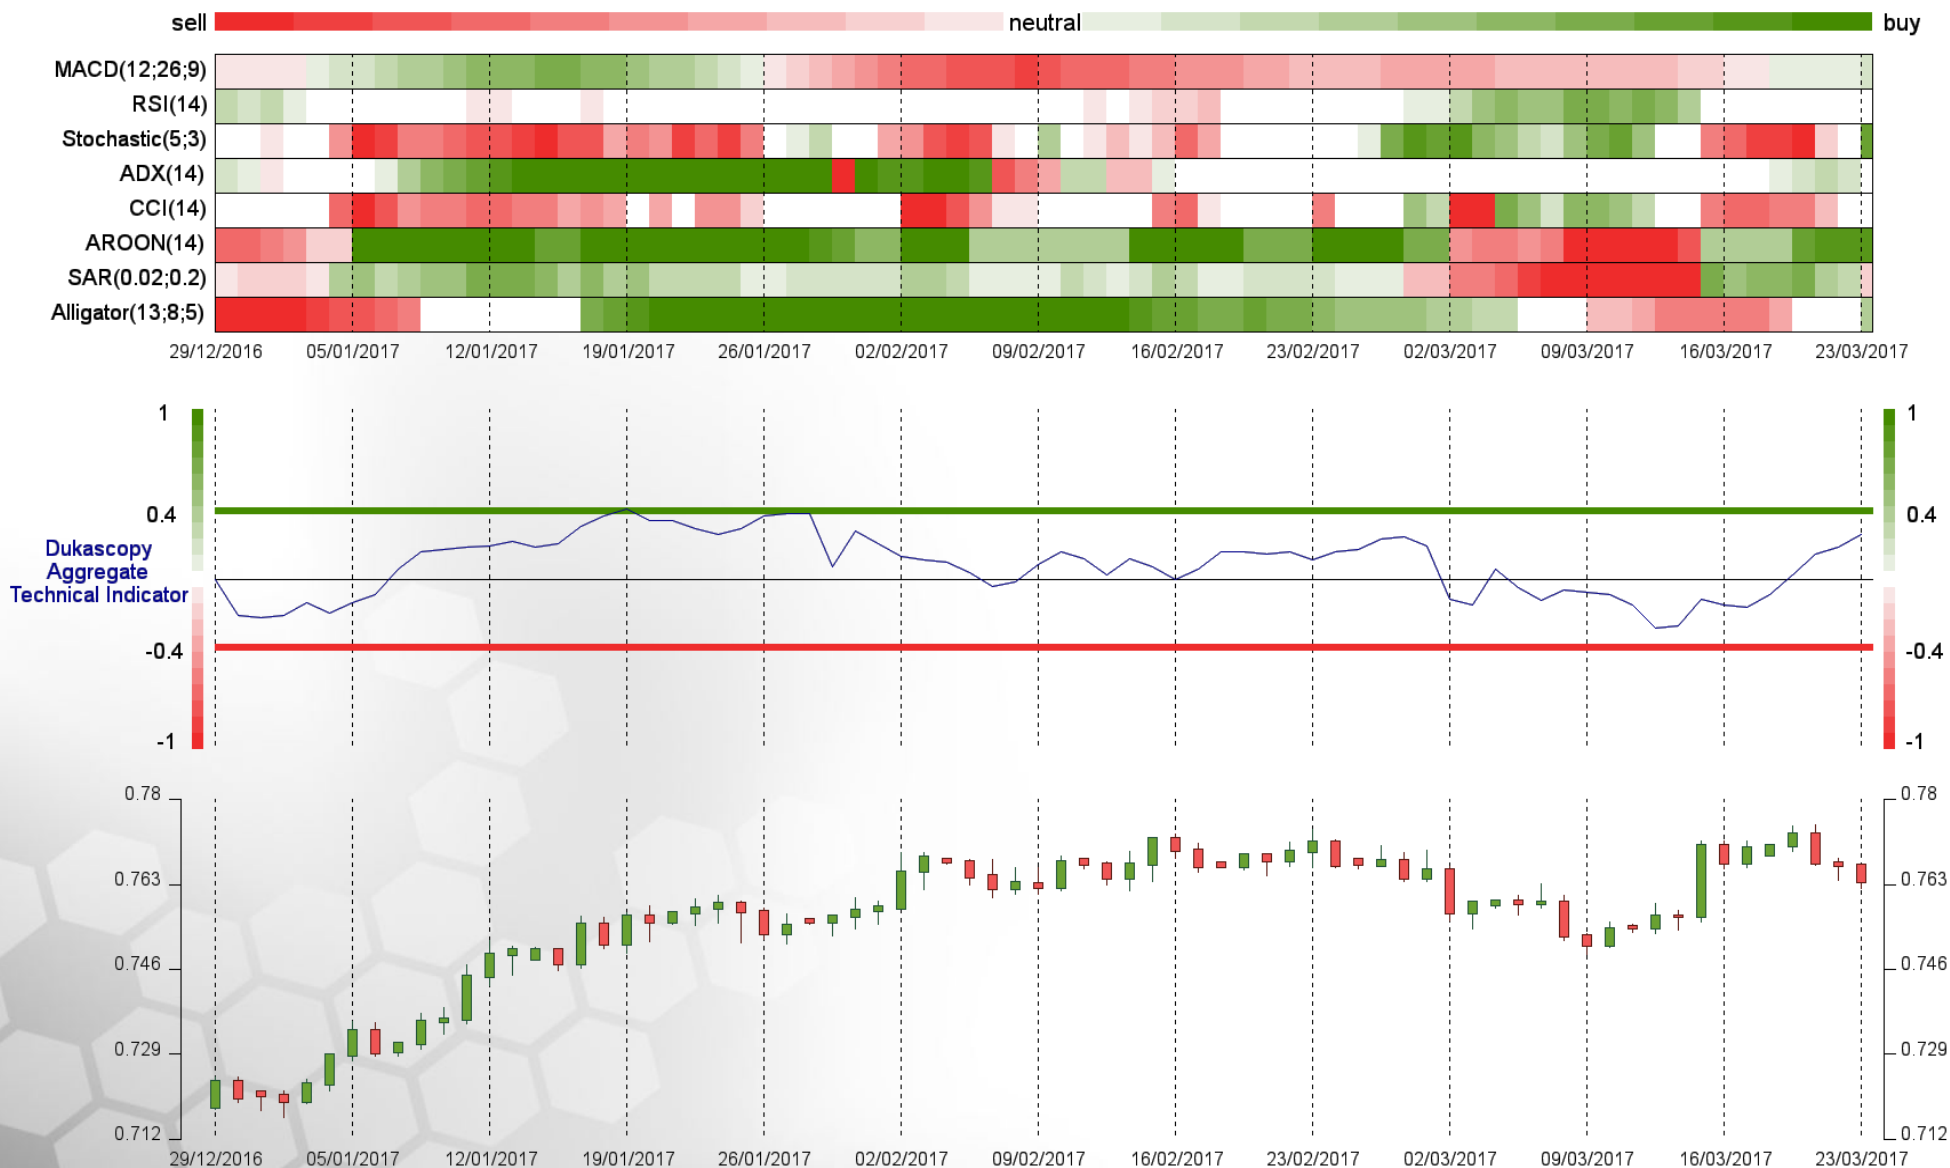 sell neutral buy
MACD(12;26;9)
RSI(14)
Stochastic(5;3)
ADX(14)
CCI(14)
AROON(14)
SAR(0.02;0.2)
Alligator(13;8;5)
29/12/2016 05/01/2017 12/01/2017 19/01/2017 26/01/2017 02/02/2017 09/02/2017 16/02/2017 23/02/2017 02/03/2017 09/03/2017 16/03/2017 23/03/2017
1 1
0.4 0.4
Dukascopy
Aggregate
Technical Indicator
-0.4 -0.4
-1 -1
0.78 0.78
0.763 0.763
0.746 0.746
0.729 0.729
0.712 0.712
29/12/2016 05/01/2017 12/01/2017 19/01/2017 26/01/2017 02/02/2017 09/02/2017 16/02/2017 23/02/2017 02/03/2017 09/03/2017 16/03/2017 23/03/2017